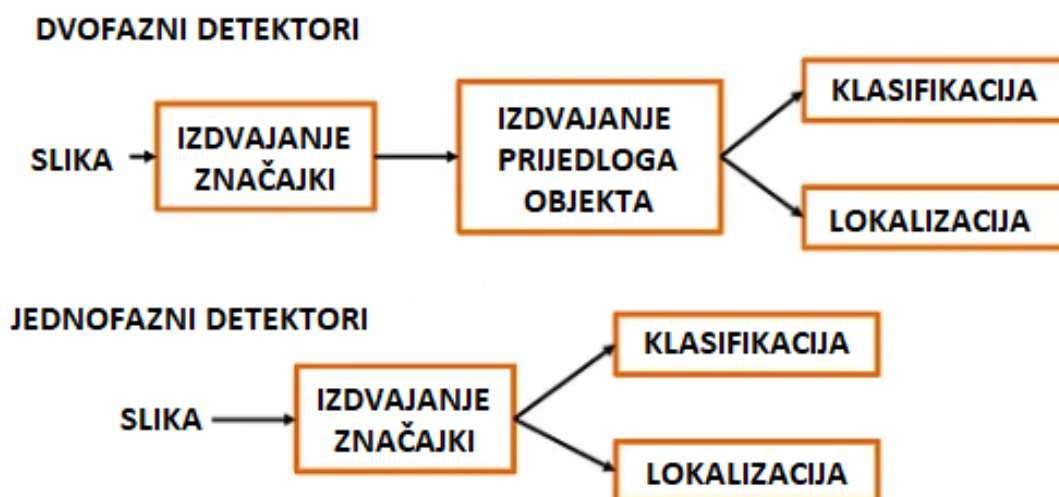 DVOFAZNI DETEKTORI
SLIKA
IZDVAJANJE
ZNAČAJKI
IZDVAJANJE
PRIJEDLOGA
OBJEKTA
KLASIFIKACIJA
LOKALIZACIJA
JEDNOFAZNI DETEKTORI
SLIKA
IZDVAJANJE
ZNAČAJKI
KLASIFIKACIJA
LOKALIZACIJA